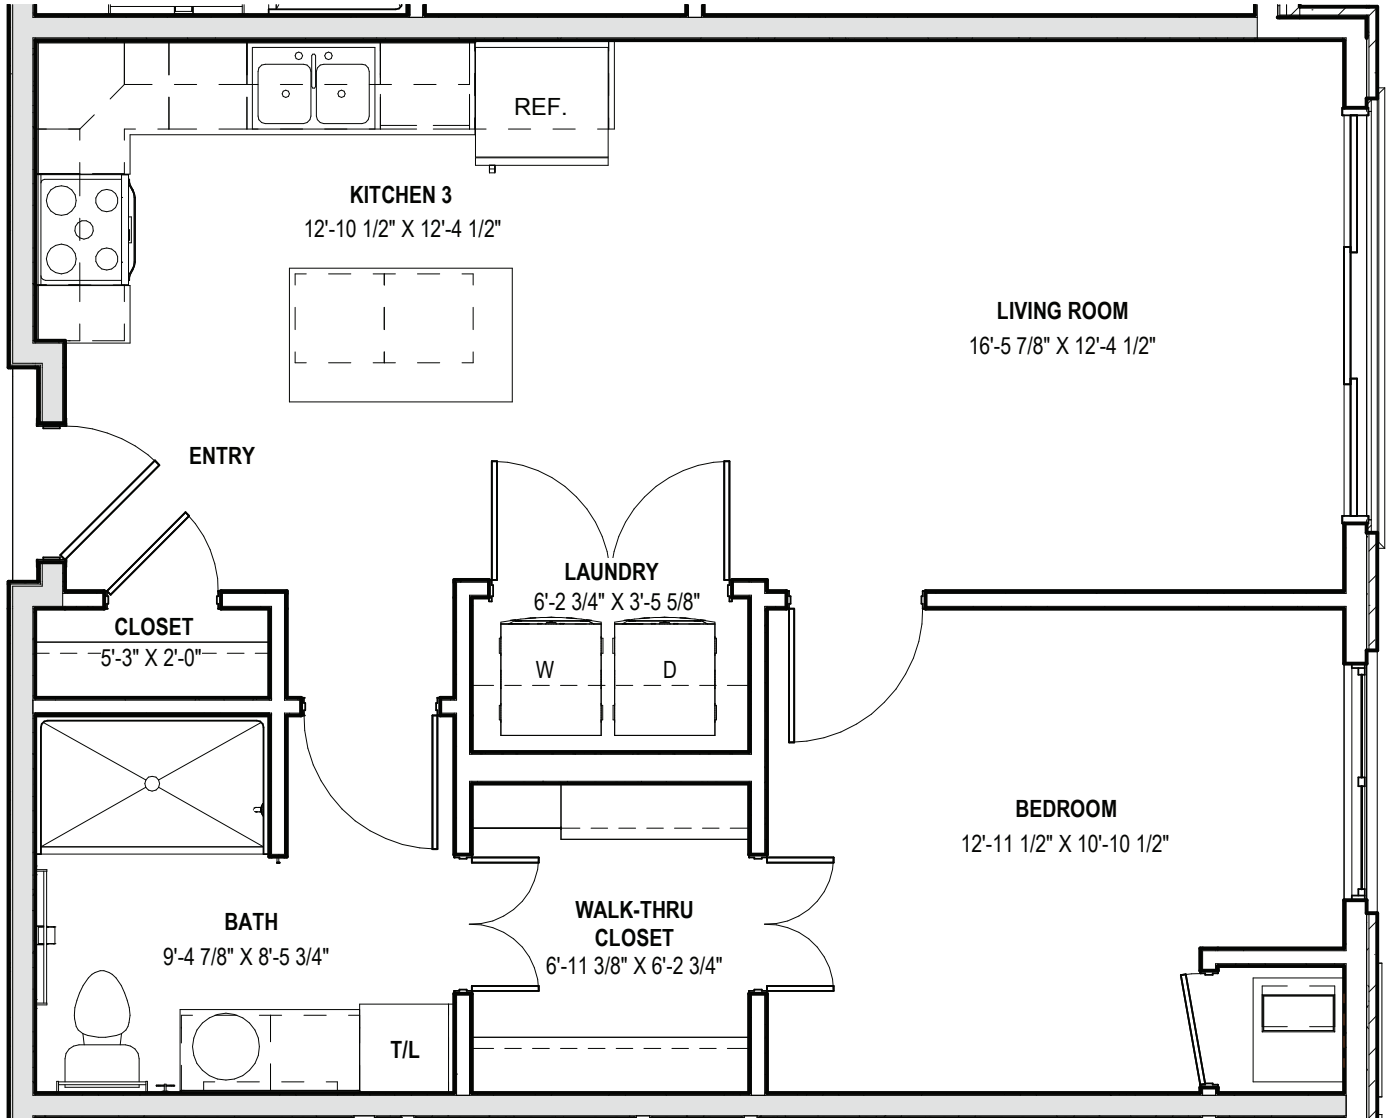 REF.
KITCHEN 3
12'-10 1/2" X 12'-4 1/2"
LIVING ROOM
16'-5 7/8" X 12'-4 1/2"
ENTRY
LAUNDRY
6'-2 3/4" X 3'-5 5/8"
CLOSET
5'-3" X 2'-0"
W
D
BEDROOM
12'-11 1/2" X 10'-10 1/2"
BATH
9'-4 7/8" X 8'-5 3/4"
WALK-THRU
CLOSET
6'-11 3/8" X 6'-2 3/4"
T/L